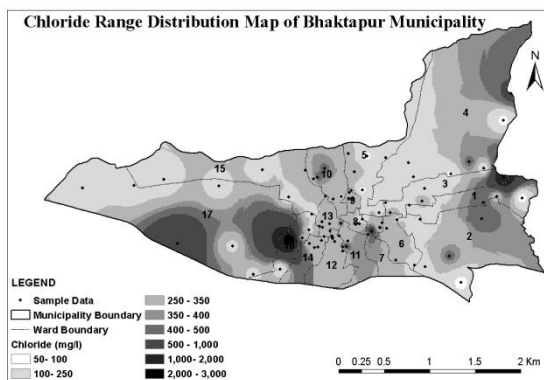 Chloride Range Distribution Map of Bhaktapur Municipality
N
4
5
15
10
3
9
1
17
13
8
2
6
14
12
11
7
LEGEND
Sample Data
Municipality Boundary
Ward Boundary
Chloride (mg/l)
50- 100
100 - 250
250 - 350
350 - 400
400 - 500
500 - 1,000
1,000- 2,000
2,000 - 3,000
0 0.25 0.5 1 1.5 2 Km